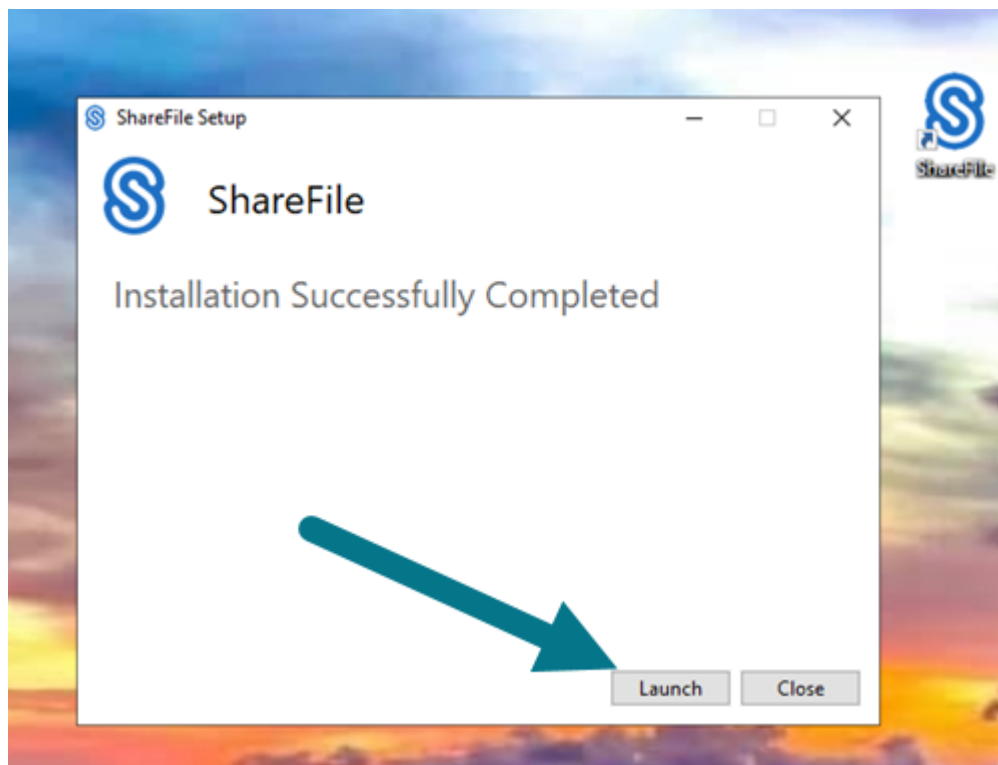 ShareFile Setup
ShareFile
ShareFile
Installation Successfully Completed
Launch
Close